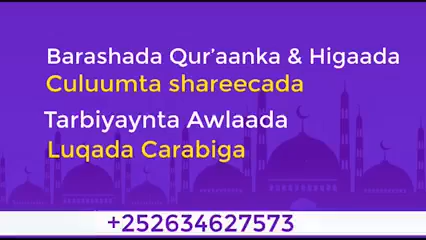 Barashada Qur'aanka & Higaada
Culuumta shareecada
Tarbiyaynta Awlaada
Luqada Carabiga
+252634627573